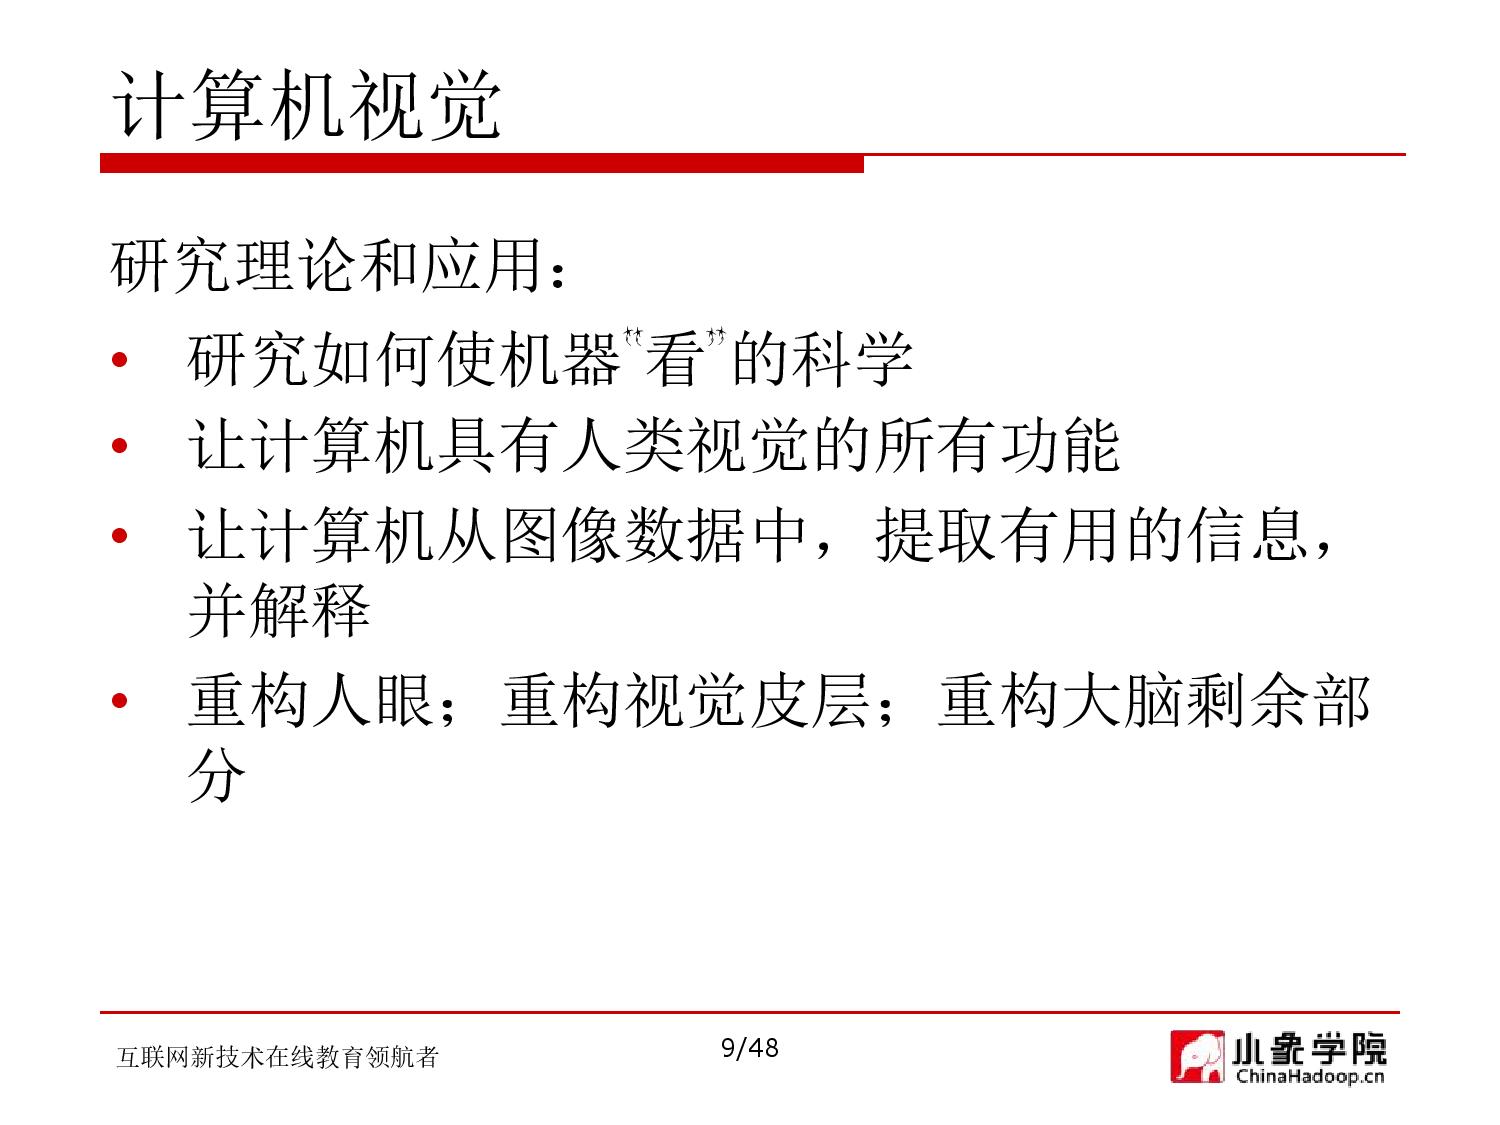 计算机视觉
研究理论和应用：
• 研究如何使机器“看”的科学
• 让计算机具有人类视觉的所有功能
• 让计算机从图像数据中，提取有用的信息，
并解释
• 重构人眼；重构视觉皮层；重构大脑剩余部
分
互联网新技术在线教育领航者
9/48
小象学院
ChinaHadoop.cn